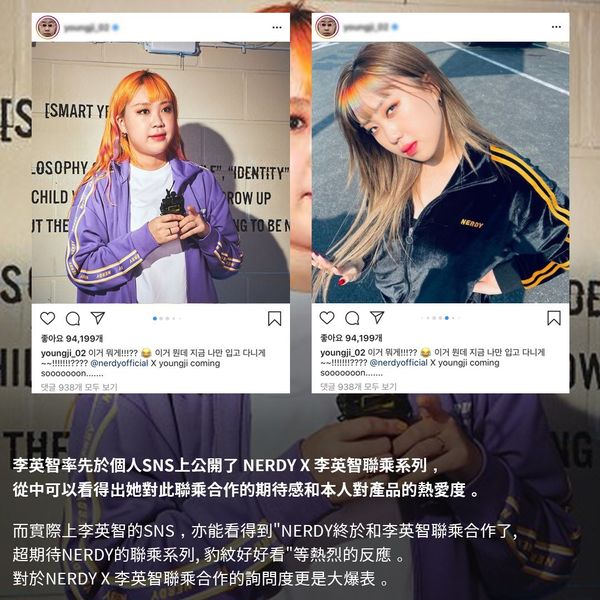 [SMART YE
LOSOPHY
", "IDENTITY"
CHILD
ROW UP
UT THE
NG TO BE N
NERDY
NERDY
좋아요 94,199개
youngji_02 이거 뭐게!!!?? 😂 이거 뭔데 지금 나만 입고 다니게
~~!!!!!!!???? @nerdyofficial X youngji coming
sooooooon.......
댓글 938개 모두 보기
좋아요 94,199개
youngji_02 이거 뭐게!!!?? 😂 이거 뭔데 지금 나만 입고 다니게
~~!!!!!!!???? @nerdyofficial X youngji coming
sooooooon.......
댓글 938개 모두 보기
李英智率先於個人SNS上公開了 NERDY X 李英智聯乘系列，
從中可以看得出她對此聯乘合作的期待感和本人對產品的熱愛度。
而實際上李英智的SNS，亦能看得到"NERDY終於和李英智聯乘合作了,
超期待NERDY的聯乘系列, 豹紋好好看"等熱烈的反應。
對於NERDY X 李英智聯乘合作的詢問度更是大爆表。